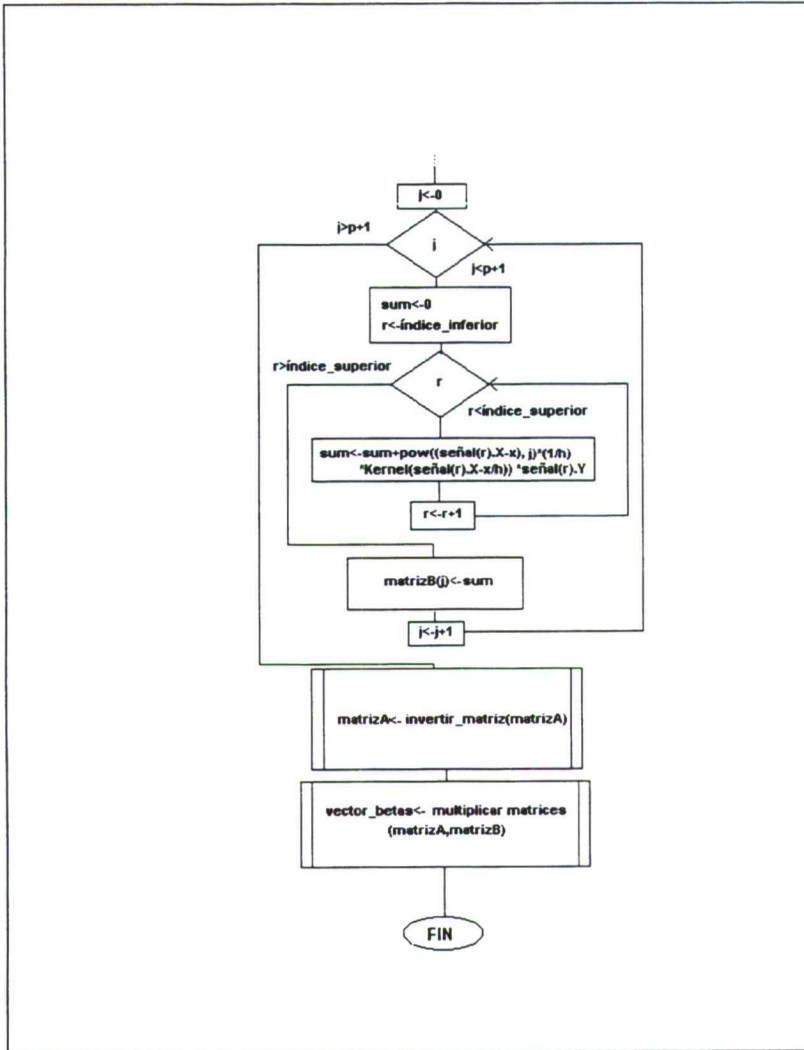 j<-0
j>p+1
j
j<p+1
sum<-0
r<-índice_inferior
r>índice_superior
r
r<índice_superior
sum<-sum+pow((señal(r).X-x), j)*(1/h)
*Kernel(señal(r).X-x/h)) *señal(r).Y
r<-r+1
matrizB(j)<-sum
j<-j+1
matrizA<- invertir_matriz(matrizA)
vector_betas<- multiplicar matrices
(matrizA,matrizB)
FIN